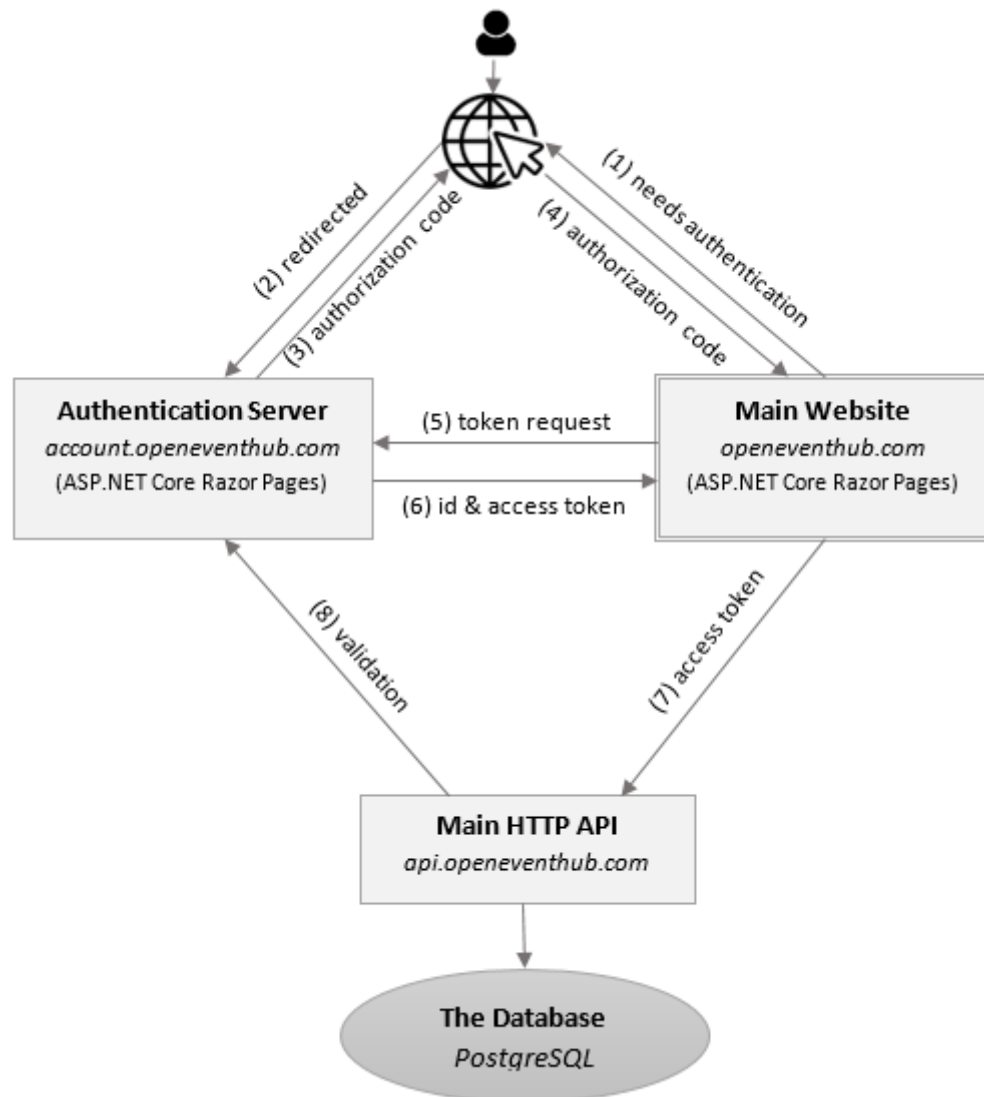 (1) needs authentication
(2) redirected
(3) authorization code
(4) authorization code
Authentication Server
account.openeventhub.com
(ASP.NET Core Razor Pages)
(5) token request
(6) id & access token
Main Website
openeventhub.com
(ASP.NET Core Razor Pages)
(7) access token
(8) validation
Main HTTP API
api.openeventhub.com
The Database
PostgreSQL